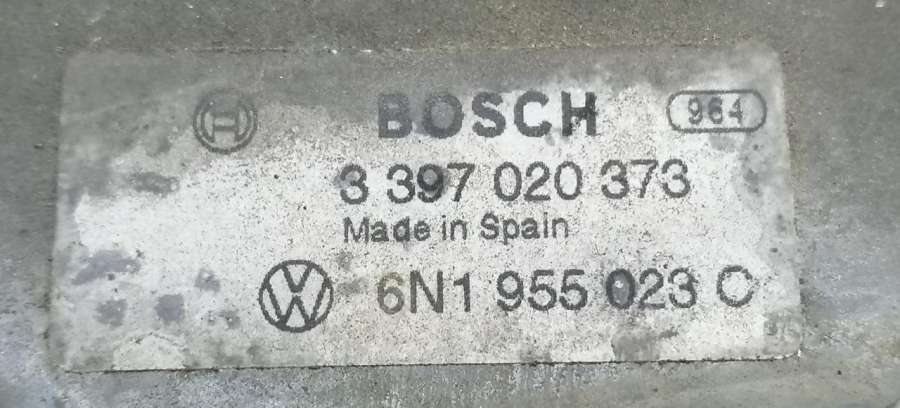 BOSCH 964
3 397 020 373
Made in Spain
6N1 955 023 C